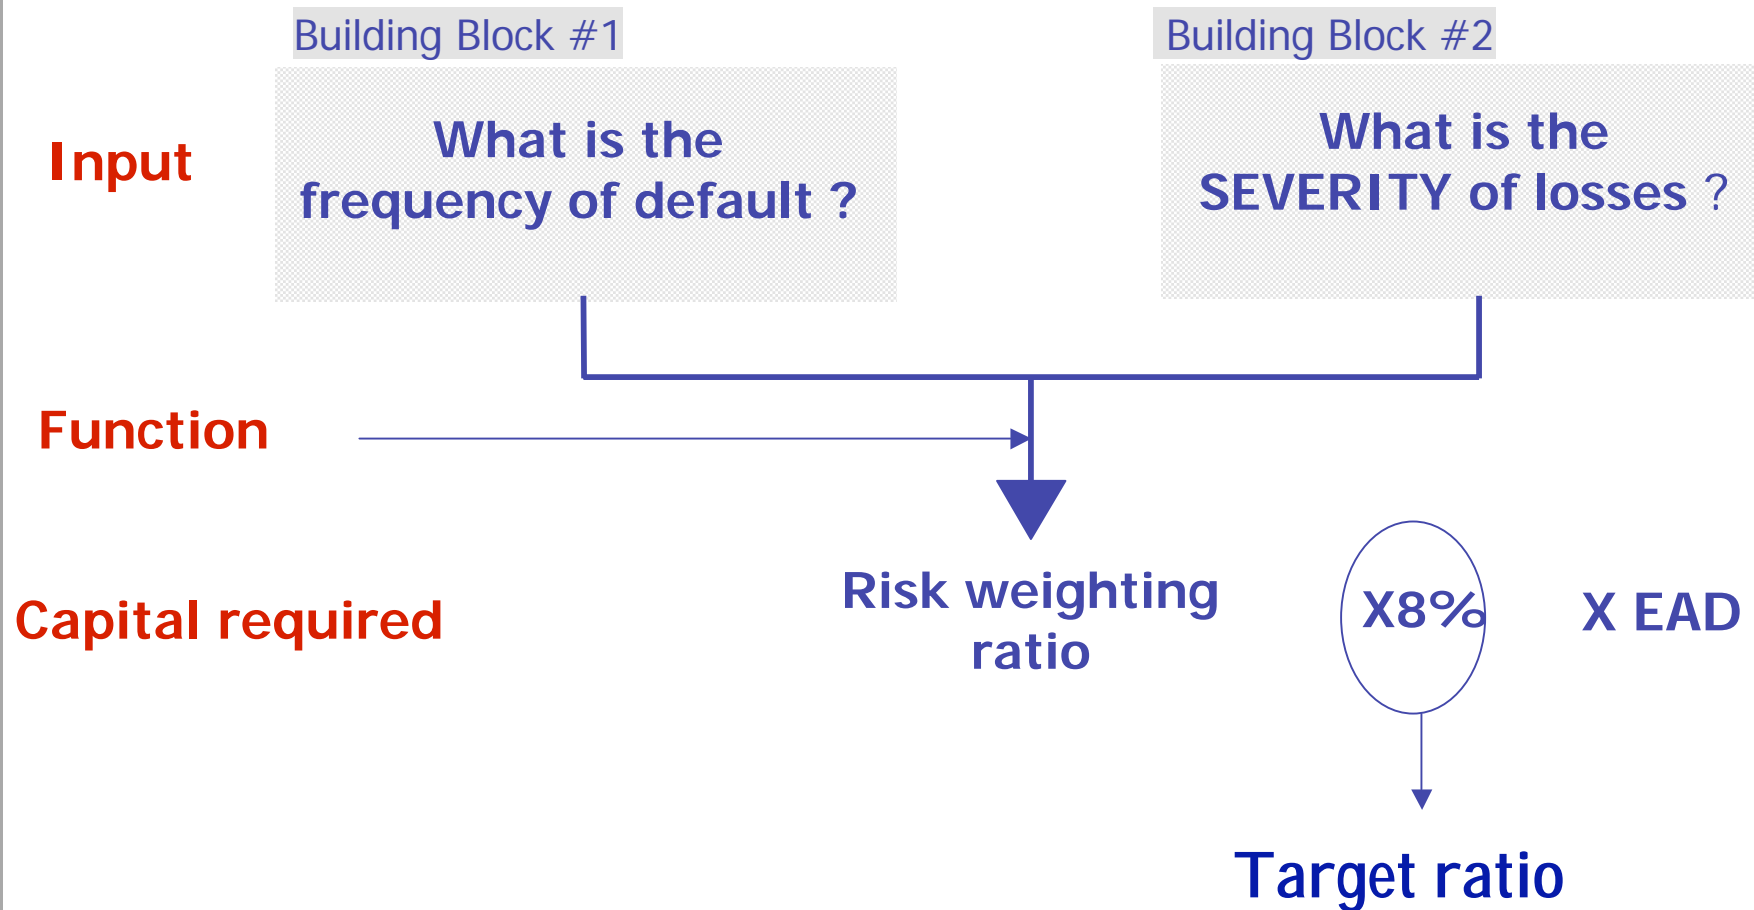 Building Block #1
Building Block #2
Input
What is the
frequency of default ?
What is the
SEVERITY of losses ?
Function
Capital required
Risk weighting
ratio
X8%
X EAD
Target ratio